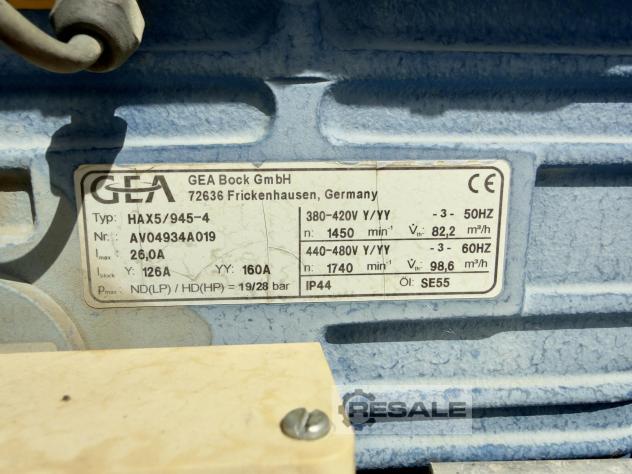 GEA
GEA Bock GmbH
72636 Frickenhausen, Germany
CE
Typ: HAX5/945-4
Nr.: AV04934A019
Imax: 26,0A
Iblock Y: 126A YY: 160A
Pmax: ND(LP) / HD(HP) = 19/28 bar
380-420V Y/YY -3- 50HZ
n: 1450 min-1 V̇th: 82,2 m³/h
440-480V Y/YY -3- 60HZ
n: 1740 min-1 V̇th: 98,6 m³/h
IP44 Öl: SE55
RESALE